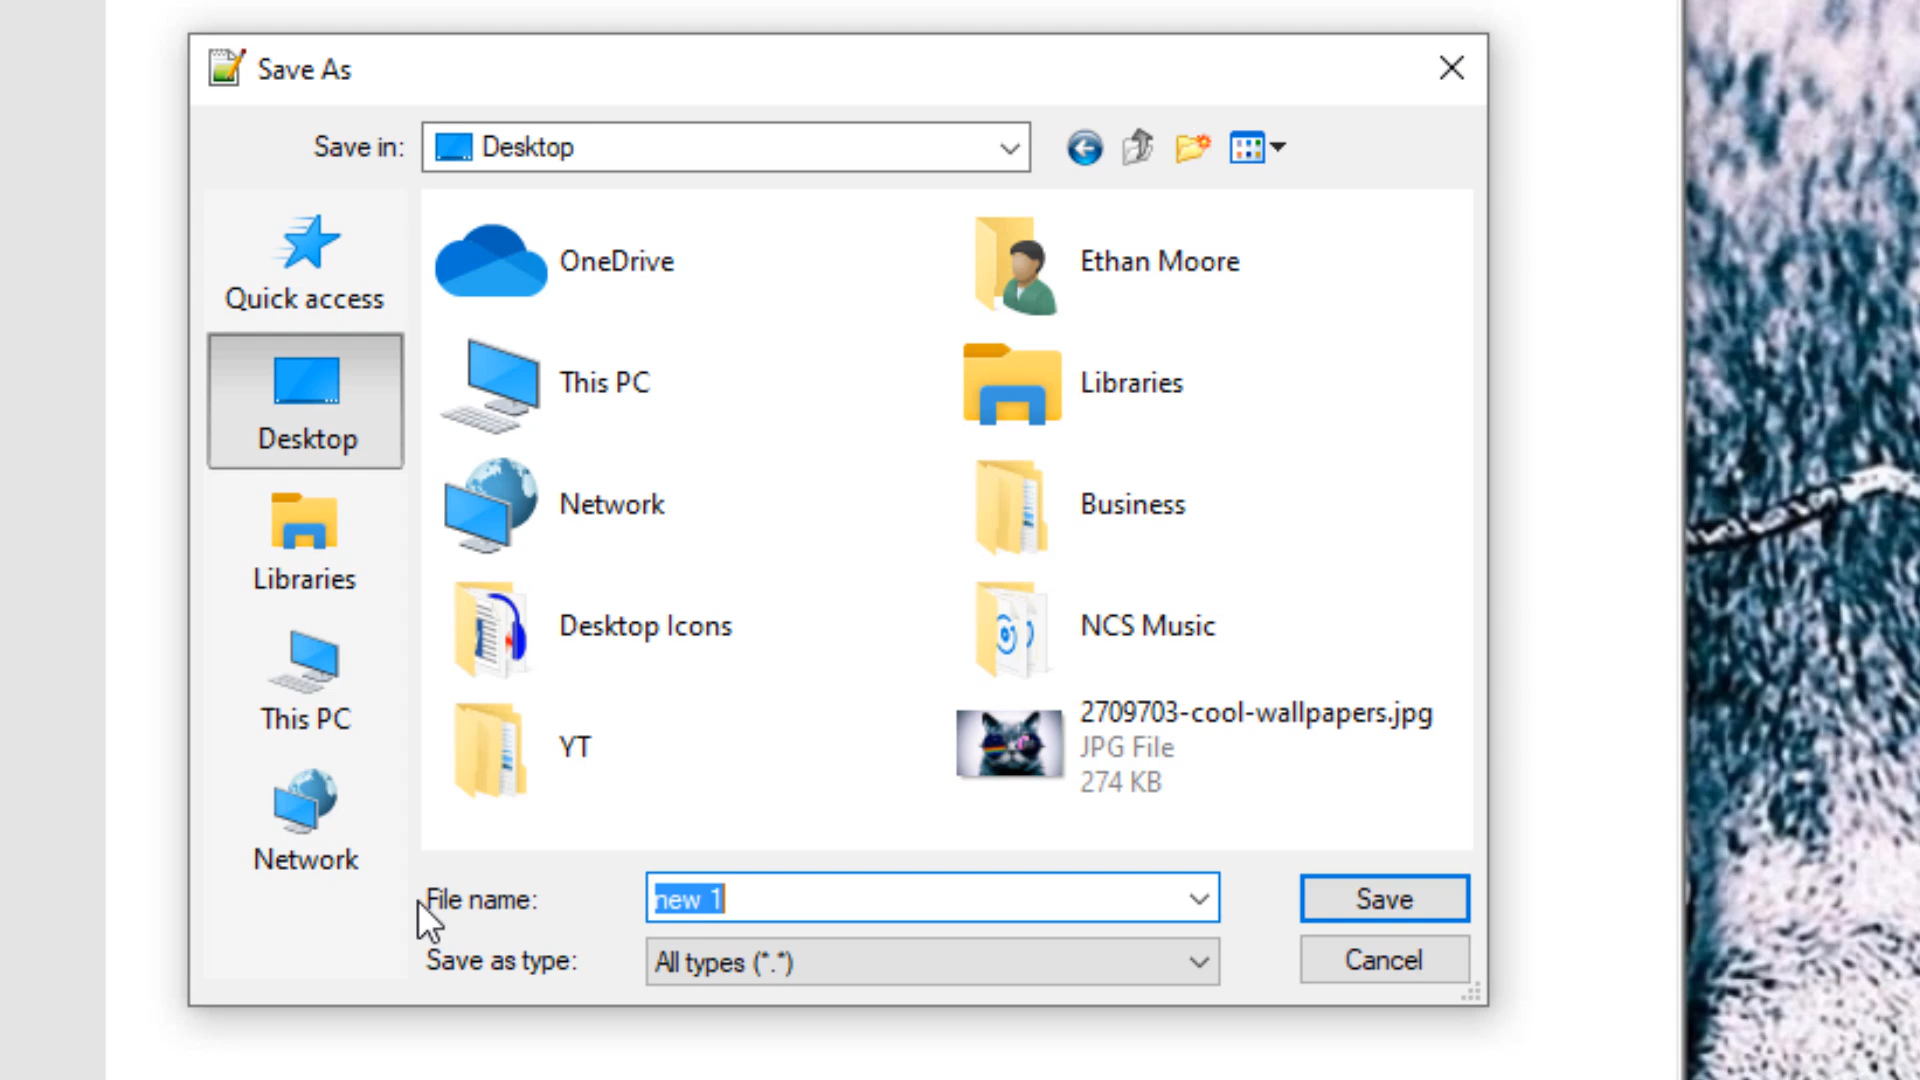 Save As
Save in:
Desktop
Quick access
Desktop
Libraries
This PC
Network
OneDrive
Ethan Moore
This PC
Libraries
Network
Business
Desktop Icons
NCS Music
YT
2709703-cool-wallpapers.jpg
JPG File
274 KB
File name:
new 1
Save
Save as type:
All types (*.*)
Cancel